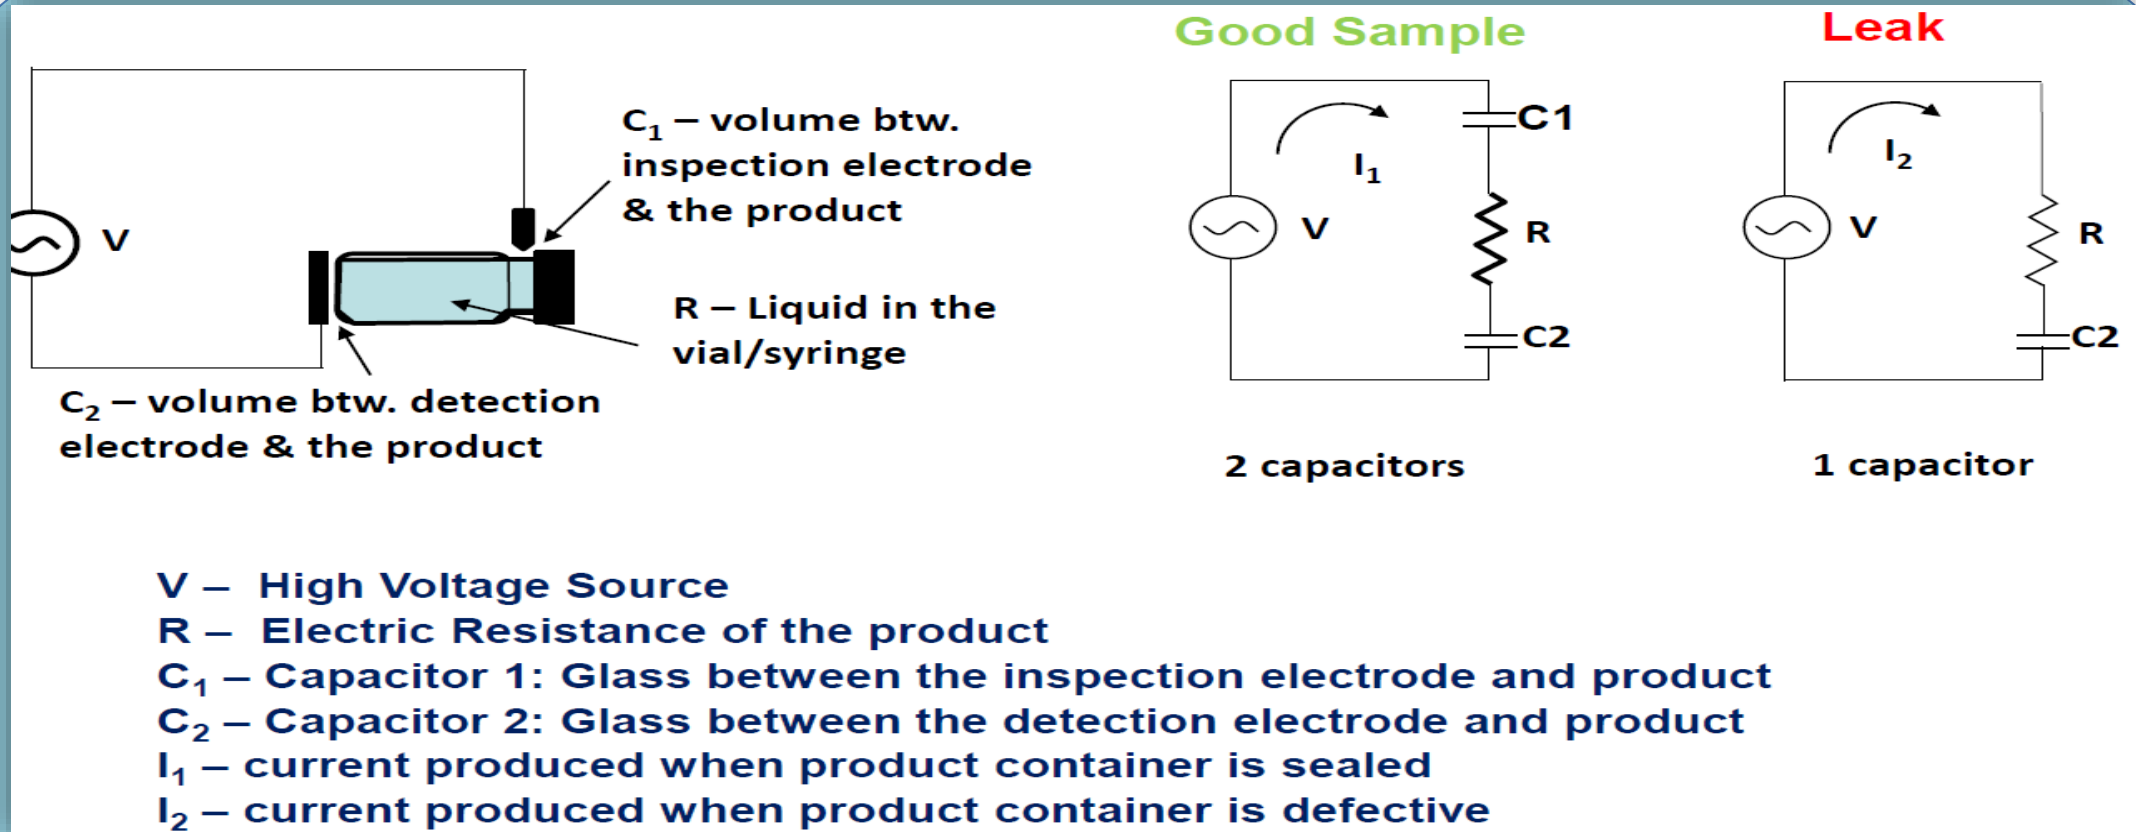 Good Sample
Leak
V
C₁ – volume btw.
inspection electrode
& the product
R – Liquid in the
vial/syringe
C₂ – volume btw. detection
electrode & the product
C1
I₁
V
R
C2
2 capacitors
I₂
V
R
C2
1 capacitor
V – High Voltage Source
R – Electric Resistance of the product
C₁ – Capacitor 1: Glass between the inspection electrode and product
C₂ – Capacitor 2: Glass between the detection electrode and product
I₁ – current produced when product container is sealed
I₂ – current produced when product container is defective